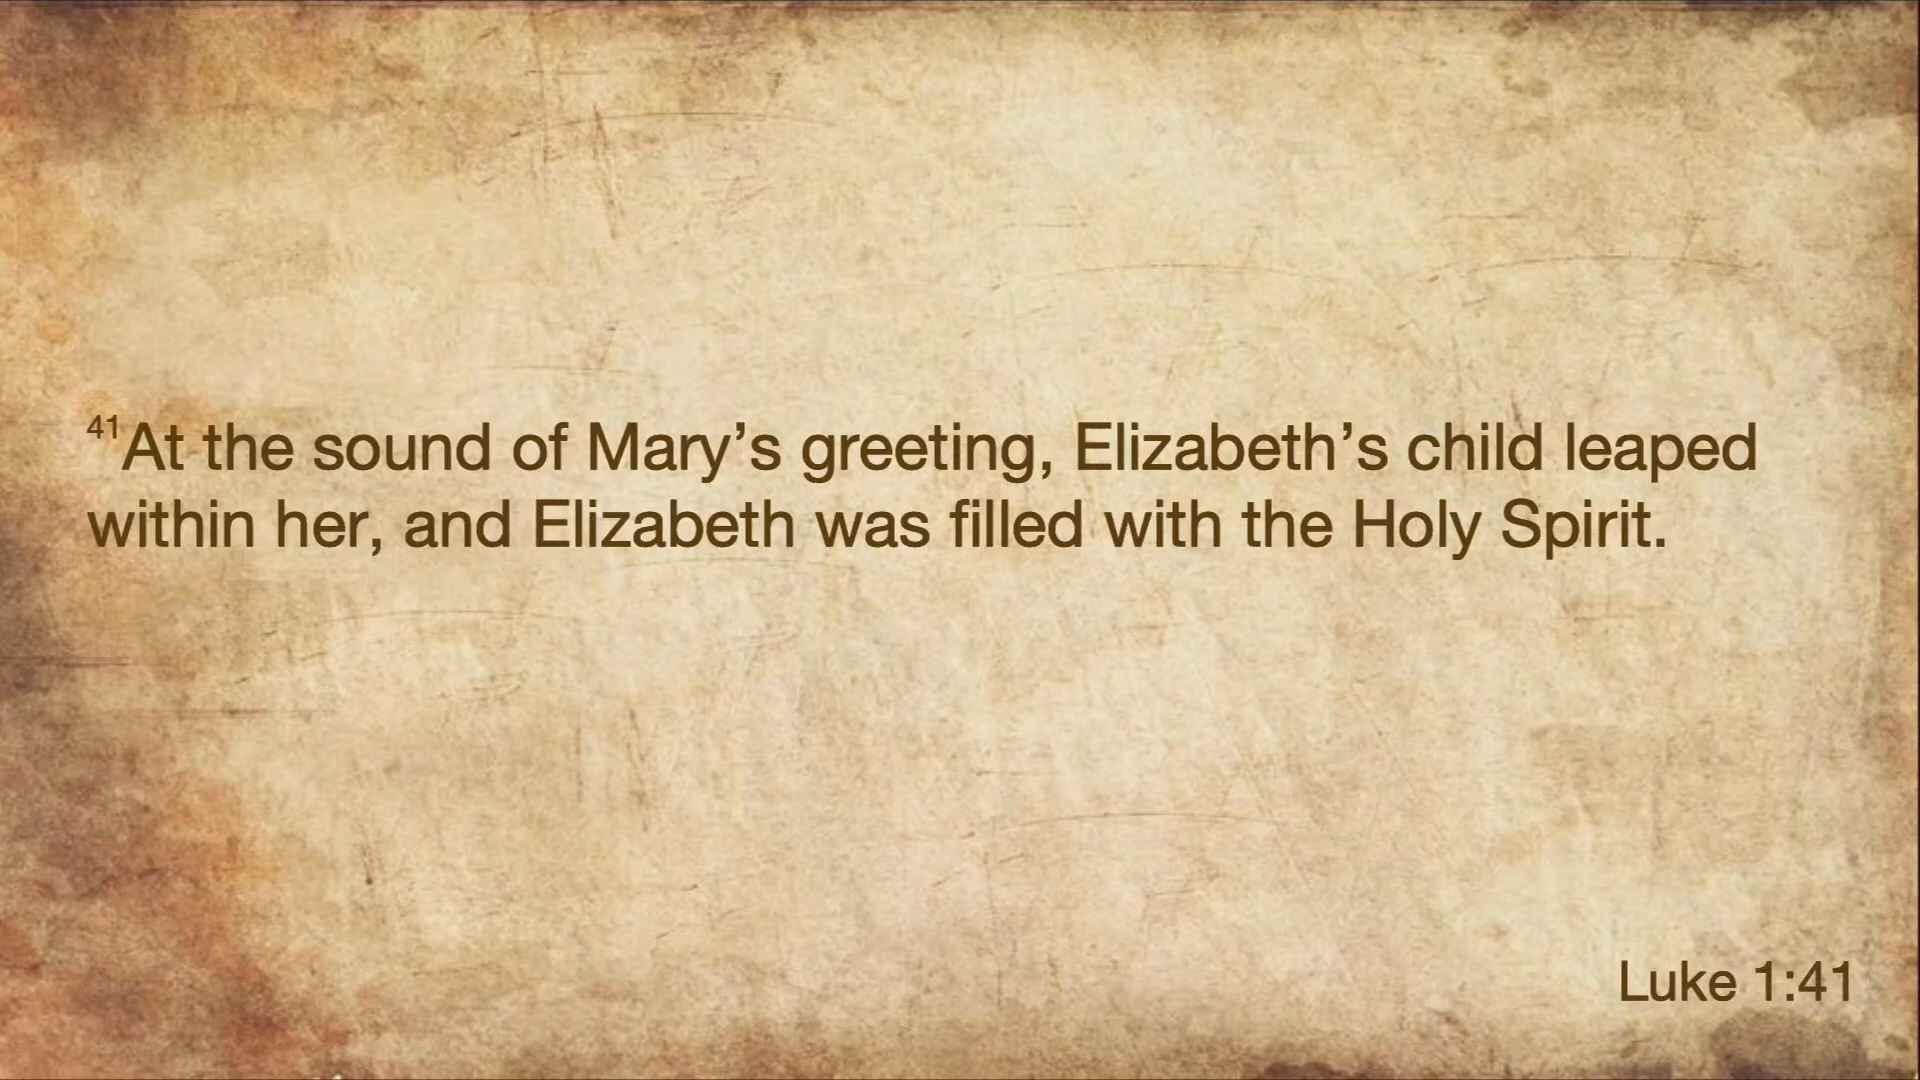 ⁴¹At the sound of Mary’s greeting, Elizabeth’s child leaped
within her, and Elizabeth was filled with the Holy Spirit.
Luke 1:41